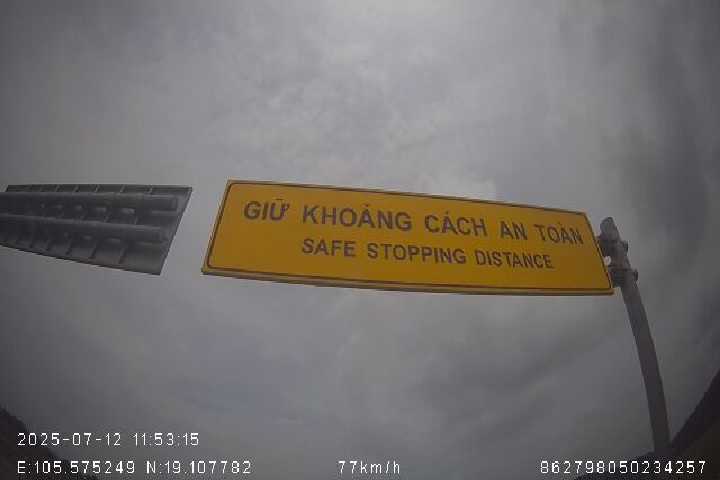 GIỮ KHOẢNG CÁCH AN TOÀN
SAFE STOPPING DISTANCE
2025-07-12 11:53:15
E:105.575249 N:19.107782 77km/h 862798050234257